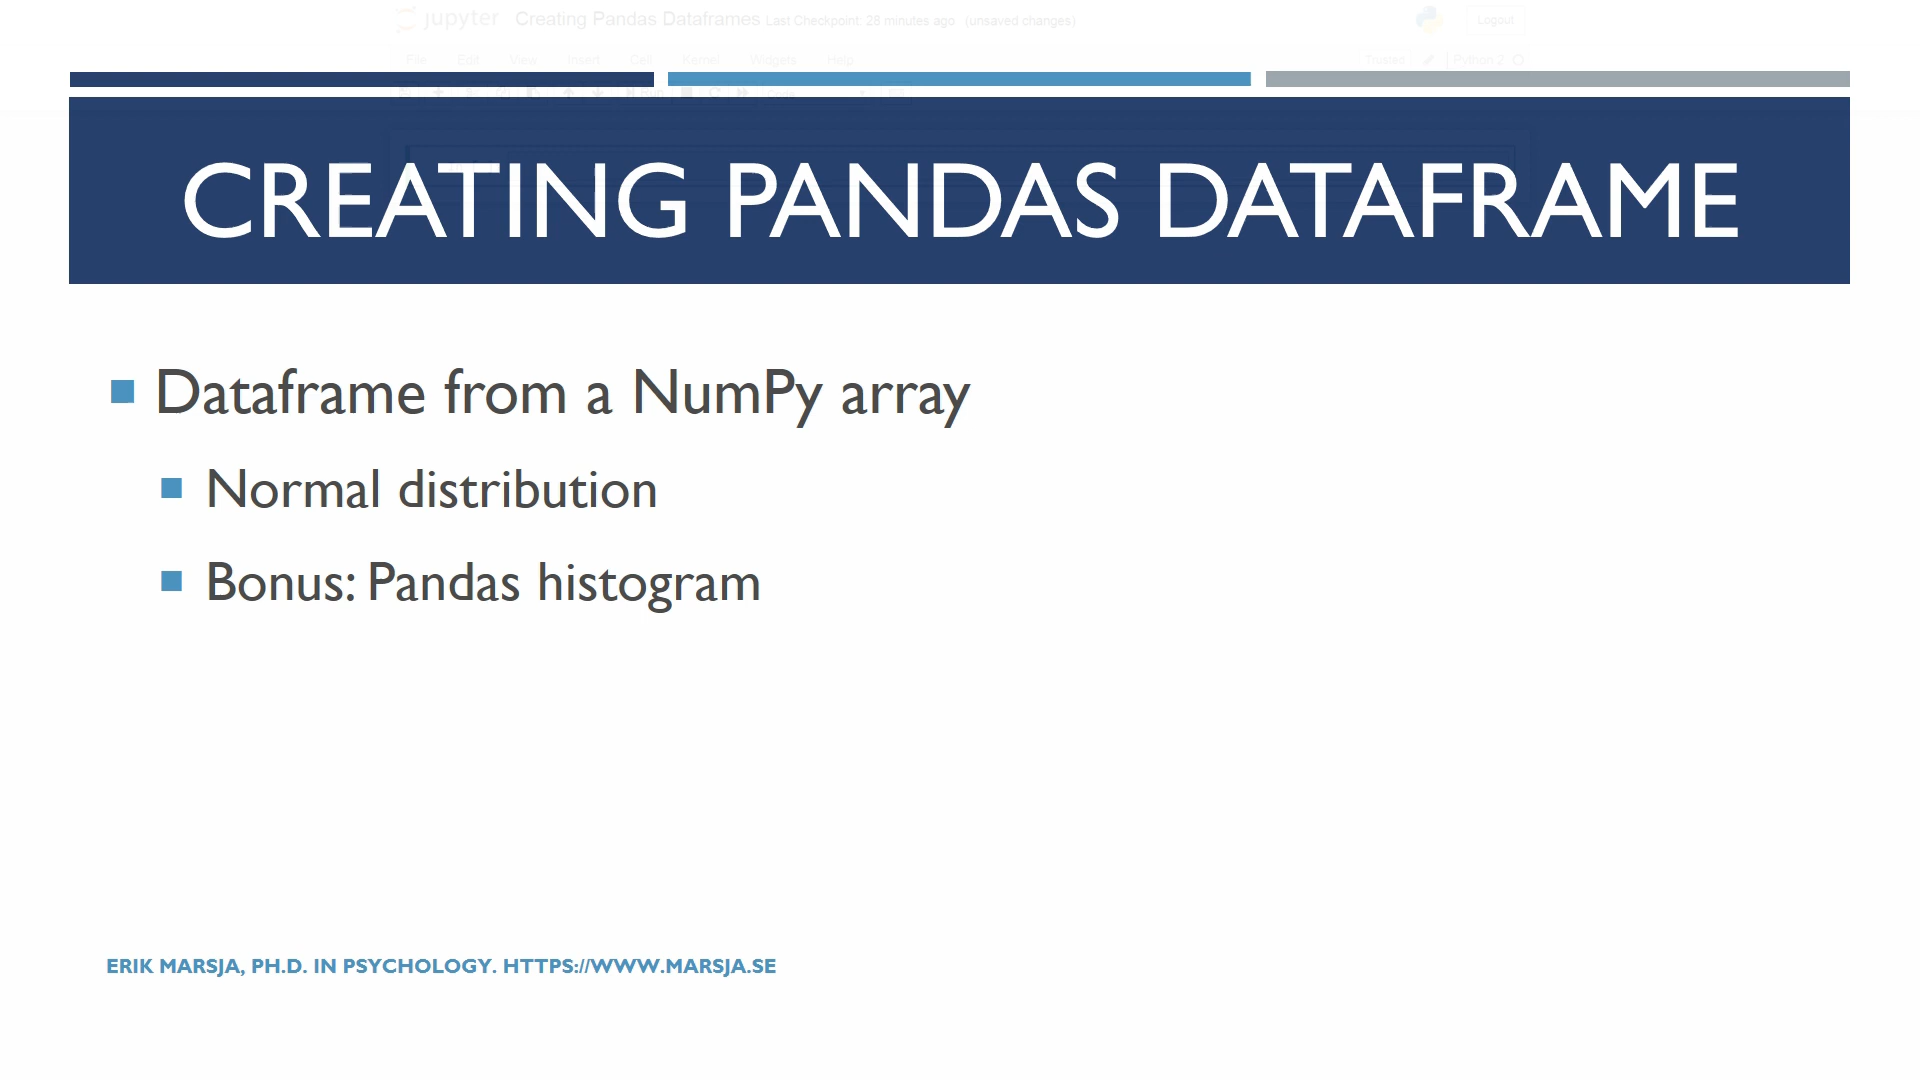 jupyter Creating Pandas Dataframes Last Checkpoint: 28 minutes ago (unsaved changes) Logout
File Edit View Insert Cell Kernel Widgets Help Trusted Python 2
CREATING PANDAS DATAFRAME
Dataframe from a NumPy array
Normal distribution
Bonus: Pandas histogram
ERIK MARSJA, PH.D. IN PSYCHOLOGY. HTTPS://WWW.MARSJA.SE